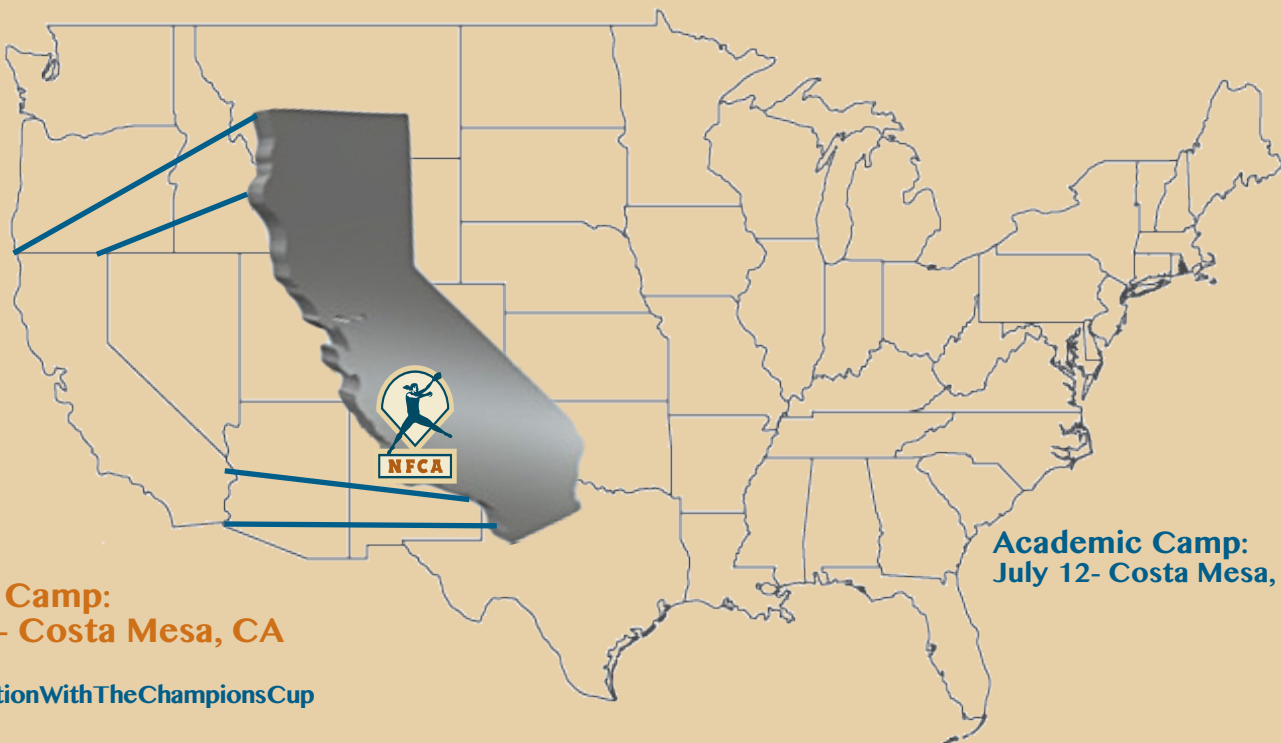 NFCA
Academic Camp:
July 12- Costa Mesa,
Camp:
- Costa Mesa, CA
tionWithTheChampionsCup